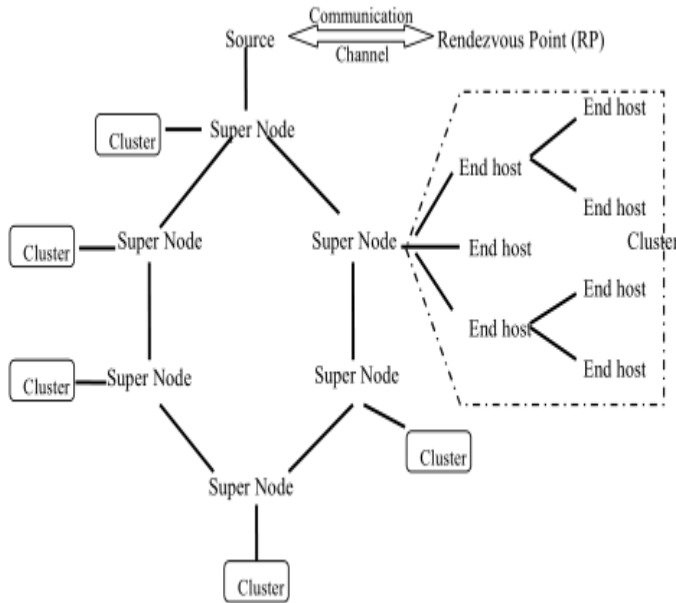 Communication
Source
Rendezvous Point (RP)
Channel
End host
Cluster
Super Node
End host
End host
Cluster
Super Node
Super Node
End host
Cluster
End host
End host
Cluster
Super Node
Super Node
End host
Cluster
Super Node
Cluster